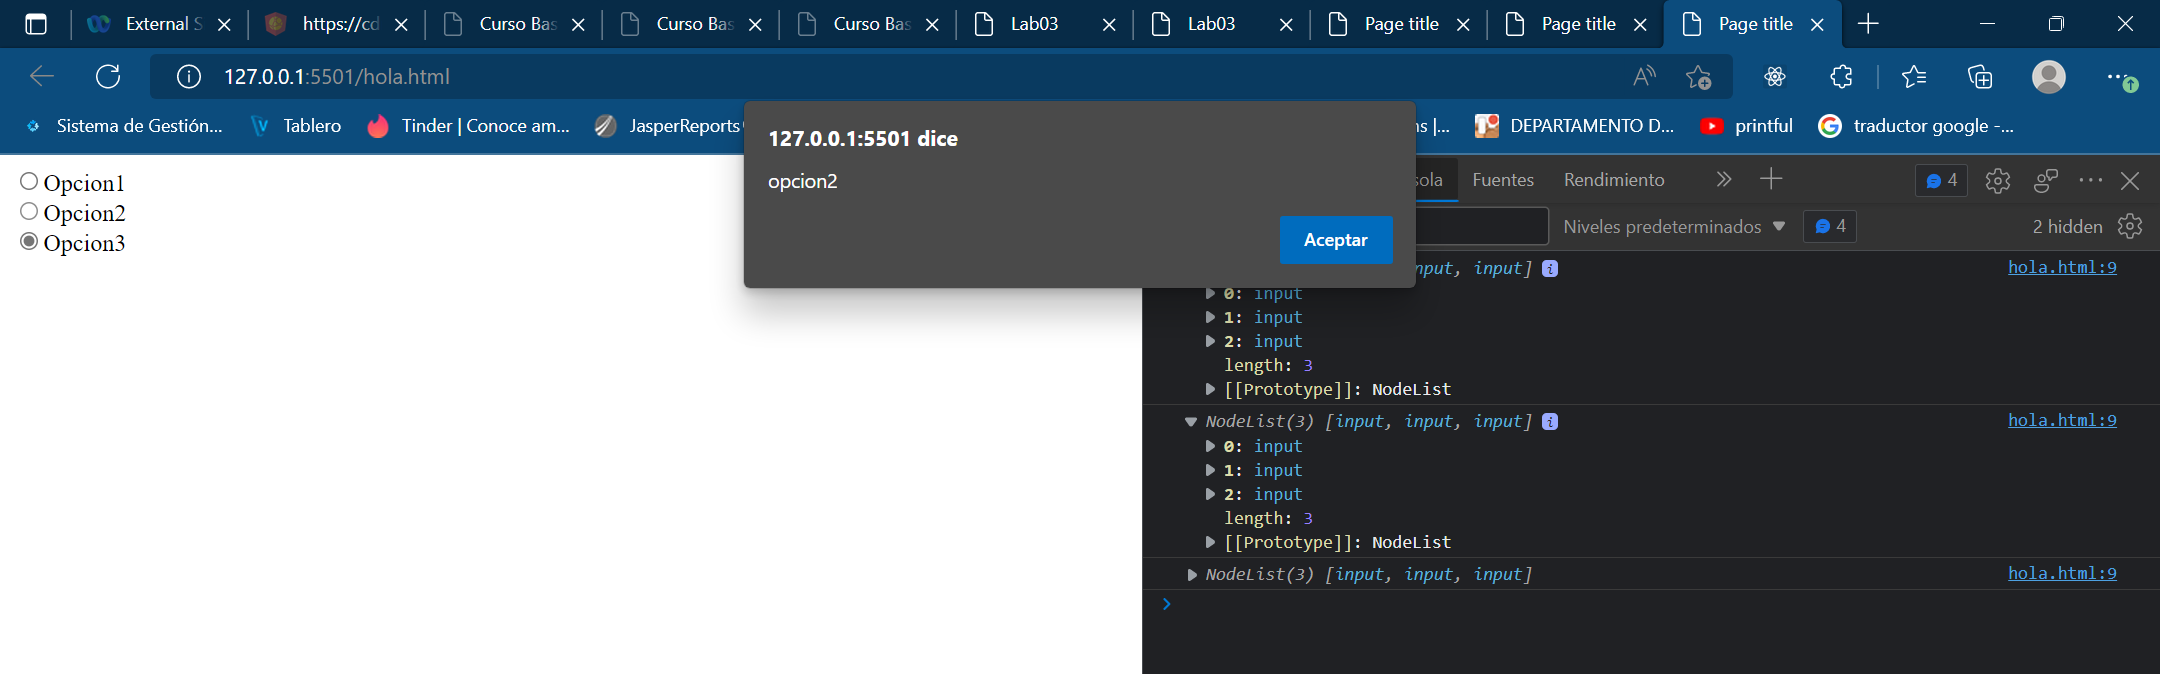 External S
https://cd
Curso Bas
Curso Bas
Curso Bas
Lab03
Lab03
Page title
Page title
Page title
127.0.0.1:5501/hola.html
Sistema de Gestión...
Tablero
Tinder | Conoce am...
JasperReports
ns |...
DEPARTAMENTO D...
printful
traductor google -...
127.0.0.1:5501 dice
opcion2
Aceptar
Opcion1
Opcion2
Opcion3
sola
Fuentes
Rendimiento
4
Niveles predeterminados
4
2 hidden
nput, input]
hola.html:9
0: input
1: input
2: input
length: 3
[[Prototype]]: NodeList
NodeList(3) [input, input, input]
hola.html:9
0: input
1: input
2: input
length: 3
[[Prototype]]: NodeList
NodeList(3) [input, input, input]
hola.html:9